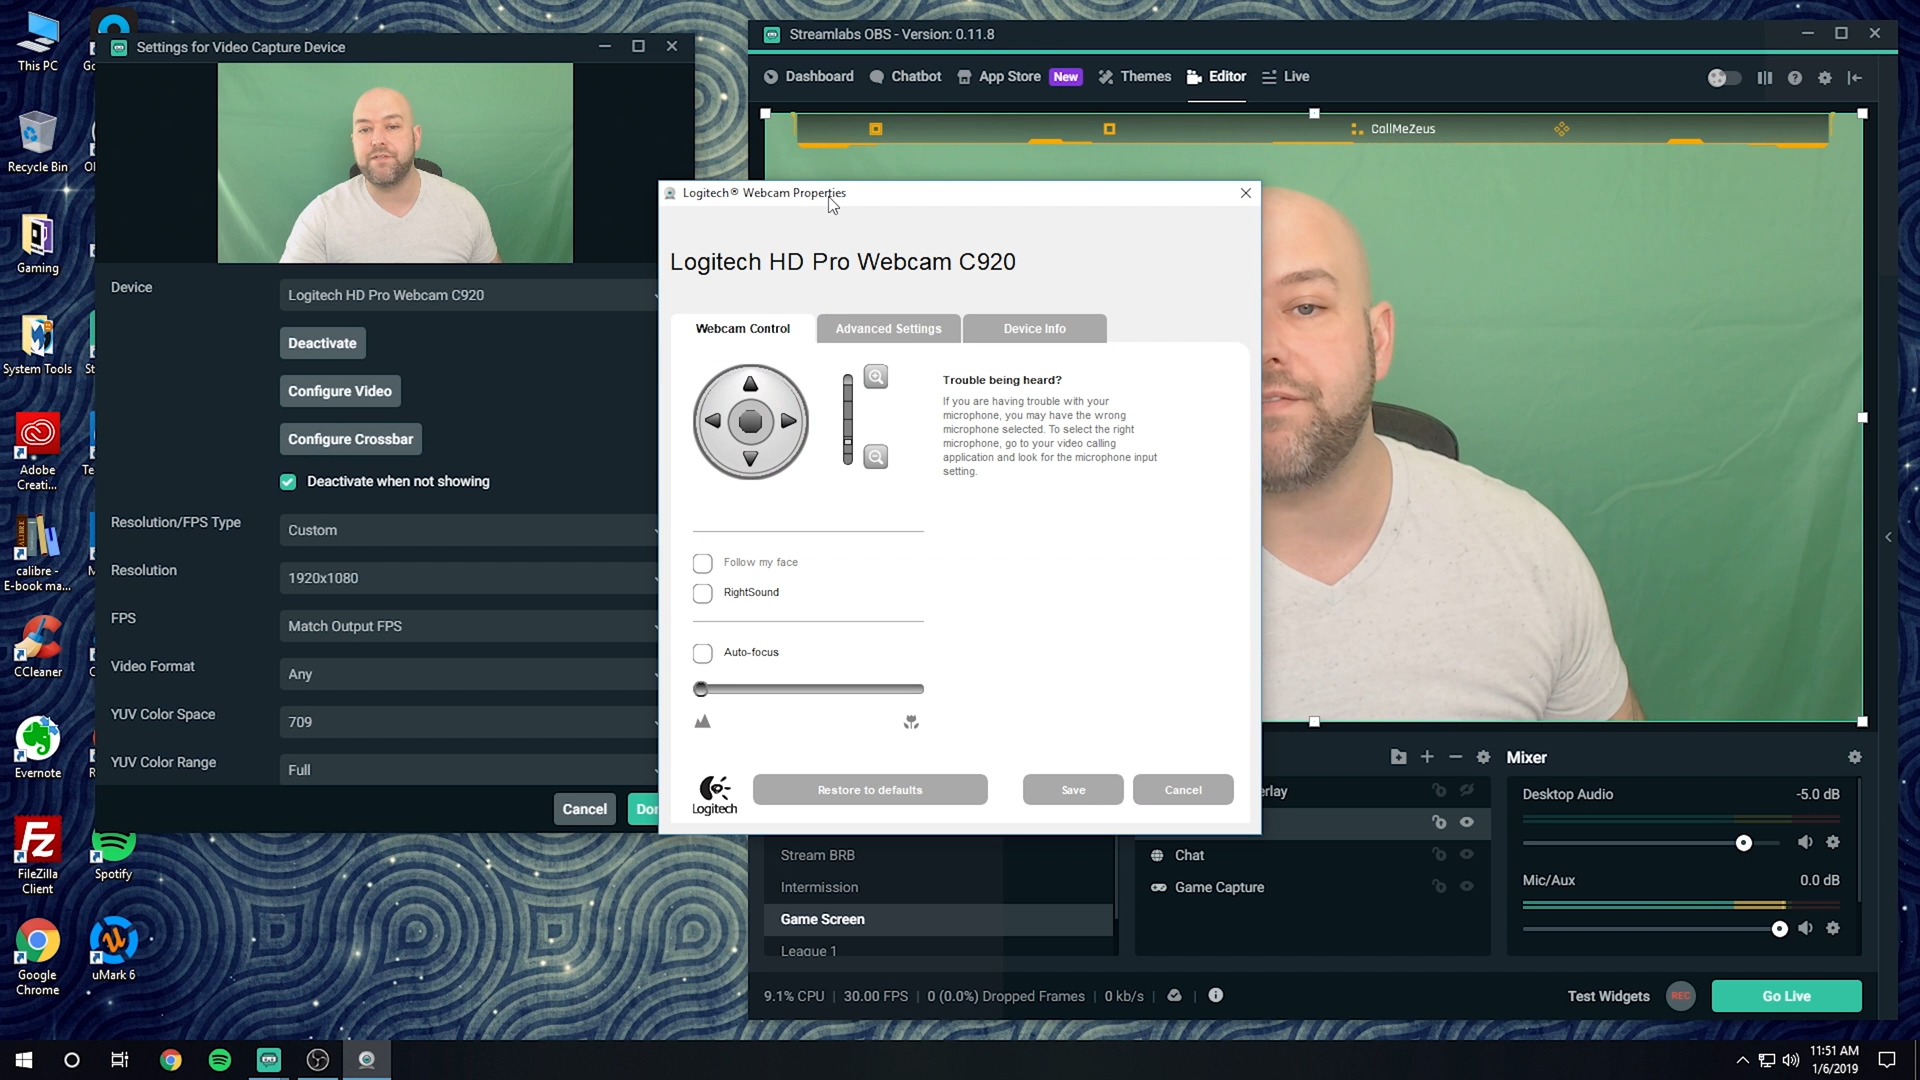 This PC
Recycle Bin
Gaming
System Tools
Adobe
Creati...
calibre -
E-book ma...
CCleaner
Evernote
FileZilla
Client
Spotify
Google
Chrome
uMark 6
Settings for Video Capture Device
Device
Logitech HD Pro Webcam C920
Deactivate
Configure Video
Configure Crossbar
Deactivate when not showing
Resolution/FPS Type
Custom
Resolution
1920x1080
FPS
Match Output FPS
Video Format
Any
YUV Color Space
709
YUV Color Range
Full
Cancel
Don
Streamlabs OBS - Version: 0.11.8
Dashboard
Chatbot
App Store
New
Themes
Editor
Live
CallMeZeus
Logitech® Webcam Properties
Logitech HD Pro Webcam C920
Webcam Control
Advanced Settings
Device Info
Trouble being heard?
If you are having trouble with your
microphone, you may have the wrong
microphone selected. To select the right
microphone, go to your video calling
application and look for the microphone input
setting.
Follow my face
RightSound
Auto-focus
Logitech
Restore to defaults
Save
Cancel
Stream BRB
Intermission
Game Screen
League 1
erlay
Chat
Game Capture
Mixer
Desktop Audio
-5.0 dB
Mic/Aux
0.0 dB
9.1% CPU | 30.00 FPS | 0 (0.0%) Dropped Frames | 0 kb/s
Test Widgets
REC
Go Live
11:51 AM
1/6/2019